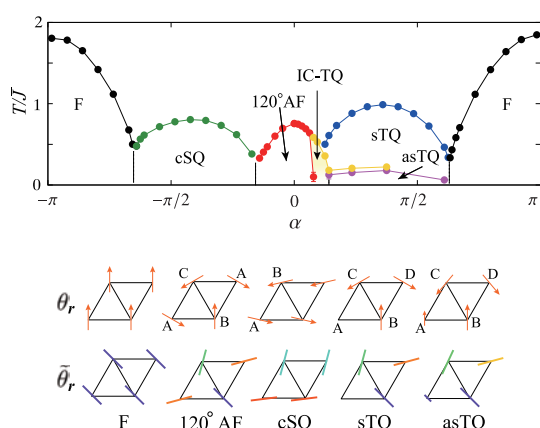 2
1
0
T/J̅
F
cSQ
120°AF
IC-TQ
sTQ
asTQ
F
−π
−π/2
0
π/2
π
α
θr
C A
A B
B
A
C D
A B
C D
A B
θ̃r
F 120° AF cSQ sTQ asTQ